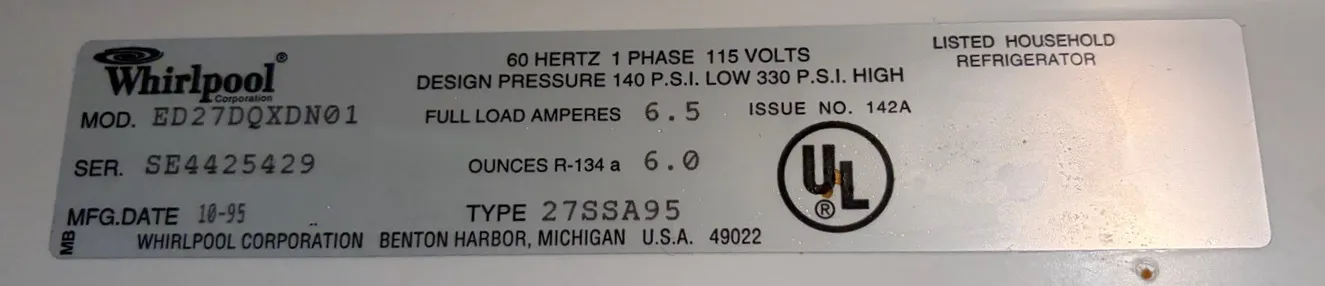 Whirlpool®
Corporation
60 HERTZ 1 PHASE 115 VOLTS
DESIGN PRESSURE 140 P.S.I. LOW 330 P.S.I. HIGH
LISTED HOUSEHOLD
REFRIGERATOR
MOD. ED27DQXDN01
FULL LOAD AMPERES 6.5
ISSUE NO. 142A
SER. SE4425429
OUNCES R-134a 6.0
UL®
MFG.DATE 10-95
TYPE 27SSA95
MB
WHIRLPOOL CORPORATION BENTON HARBOR, MICHIGAN U.S.A. 49022